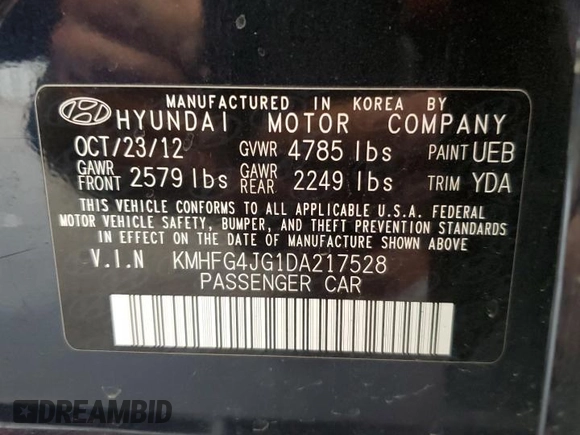 MANUFACTURED IN KOREA BY
HYUNDAI MOTOR COMPANY
OCT/23/12 GVWR 4785 lbs PAINT UEB
GAWR FRONT 2579 lbs GAWR REAR 2249 lbs TRIM YDA
THIS VEHICLE CONFORMS TO ALL APPLICABLE U.S.A. FEDERAL
MOTOR VEHICLE SAFETY, BUMPER, AND THEFT PREVENTION STANDARDS
IN EFFECT ON THE DATE OF MANUFACTURE SHOWN ABOVE.
V.I.N KMHFG4JG1DA217528
PASSENGER CAR
DREAMBID